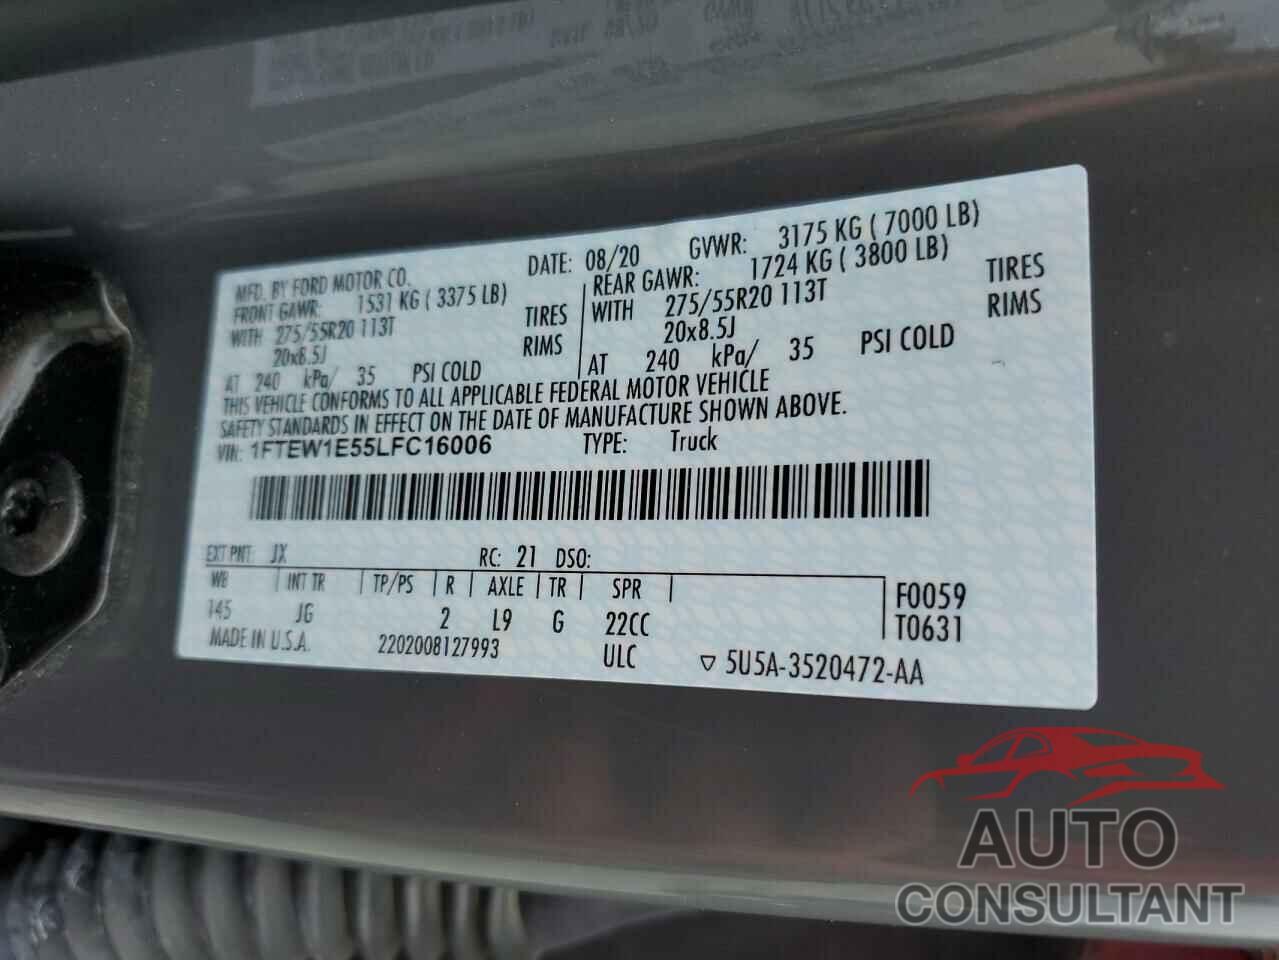 MFD. BY FORD MOTOR CO. DATE: 08/20 GVWR: 3175 KG ( 7000 LB)
FRONT GAWR: 1531 KG ( 3375 LB) REAR GAWR: 1724 KG ( 3800 LB)
WITH 275/55R20 113T TIRES WITH 275/55R20 113T TIRES
20x8.5J RIMS 20x8.5J RIMS
AT 240 kPa/ 35 PSI COLD AT 240 kPa/ 35 PSI COLD
THIS VEHICLE CONFORMS TO ALL APPLICABLE FEDERAL MOTOR VEHICLE
SAFETY STANDARDS IN EFFECT ON THE DATE OF MANUFACTURE SHOWN ABOVE.
VIN: 1FTEW1E55LFC16006 TYPE: Truck
EXT PNT: JX RC: 21 DSO:
WB INT TR TP/PS R AXLE TR SPR F0059
145 JG 2 L9 G 22CC T0631
MADE IN U.S.A. 2202008127993 ULC ▽ 5U5A-3520472-AA
AUTO
CONSULTANT